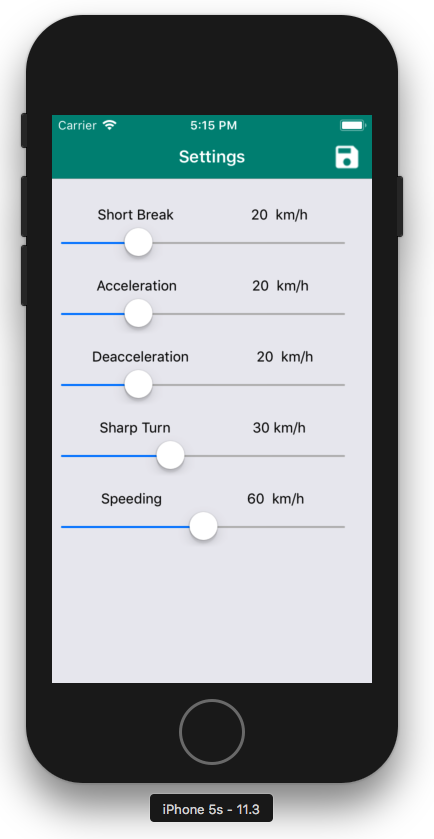 Carrier 5:15 PM
Settings
Short Break 20 km/h
Acceleration 20 km/h
Deacceleration 20 km/h
Sharp Turn 30 km/h
Speeding 60 km/h
iPhone 5s - 11.3